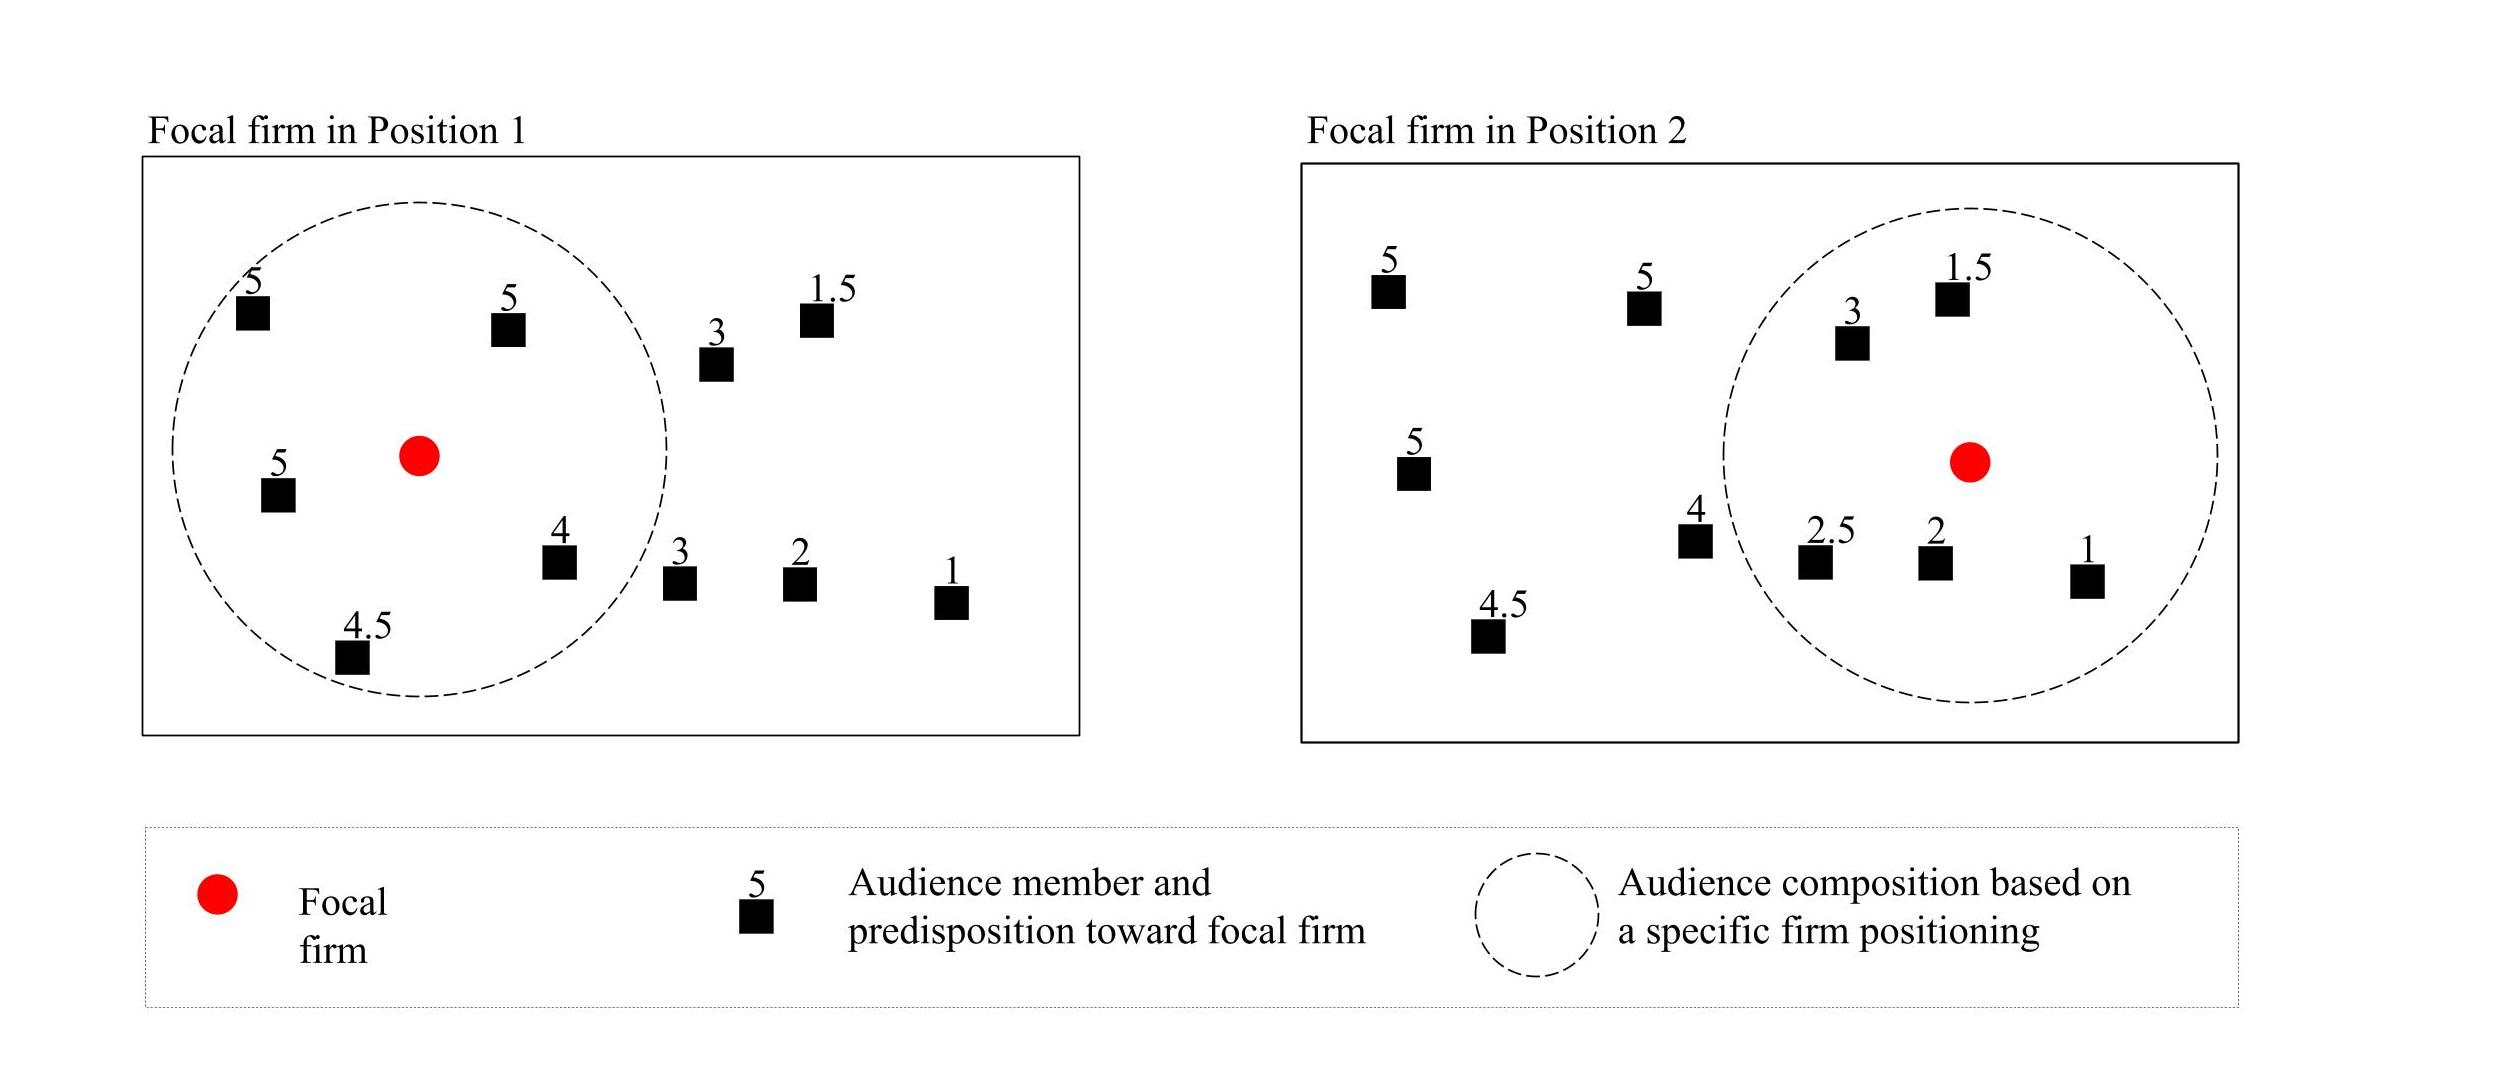 Focal firm in Position 1
Focal firm in Position 2
5
5
3
1.5
5
4
3
2
1
4.5
5
5
3
1.5
5
4
2.5
2
1
4.5
Focal
firm
5
Audience member and
predisposition toward focal firm
Audience composition based on
a specific firm positioning